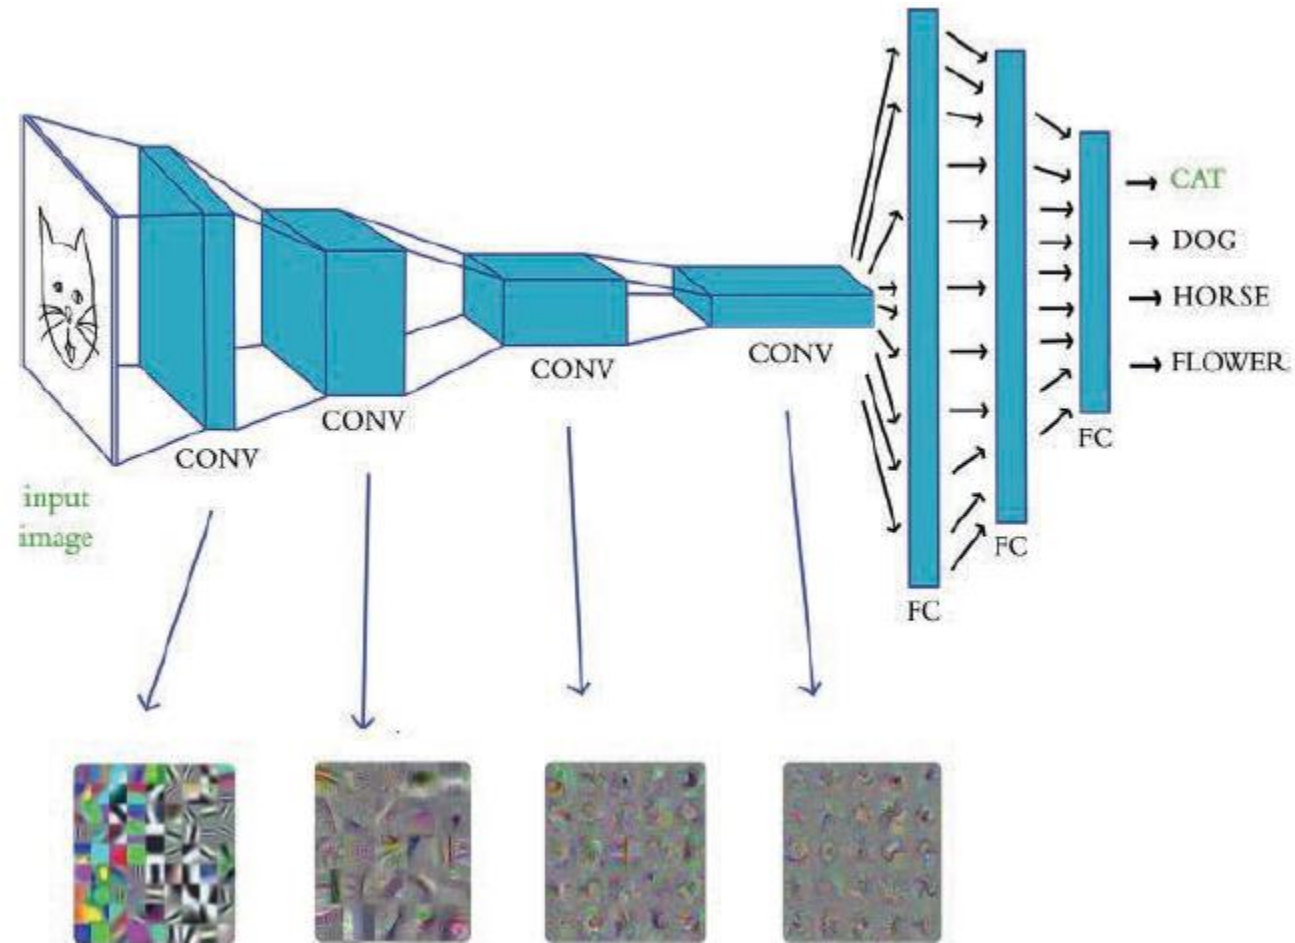 CAT
DOG
HORSE
FLOWER
CONV
CONV
CONV
CONV
input
image
FC
FC
FC